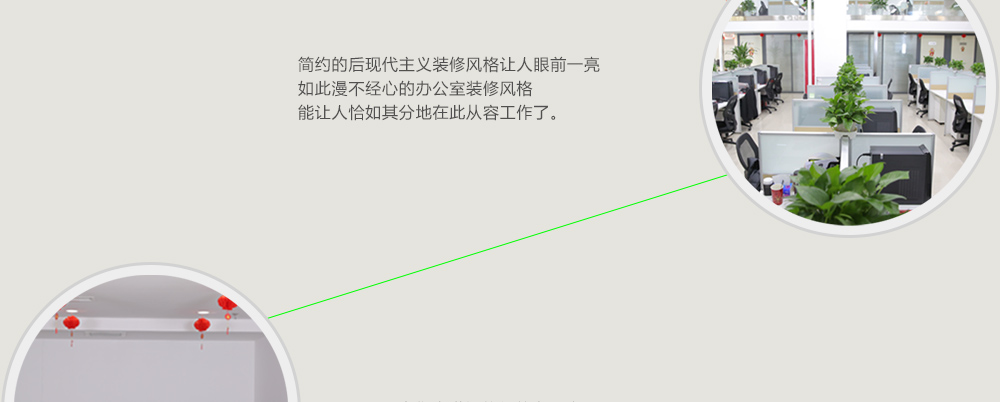 简约的后现代主义装修风格让人眼前一亮
如此漫不经心的办公室装修风格
能让人恰如其分地在此从容工作了。